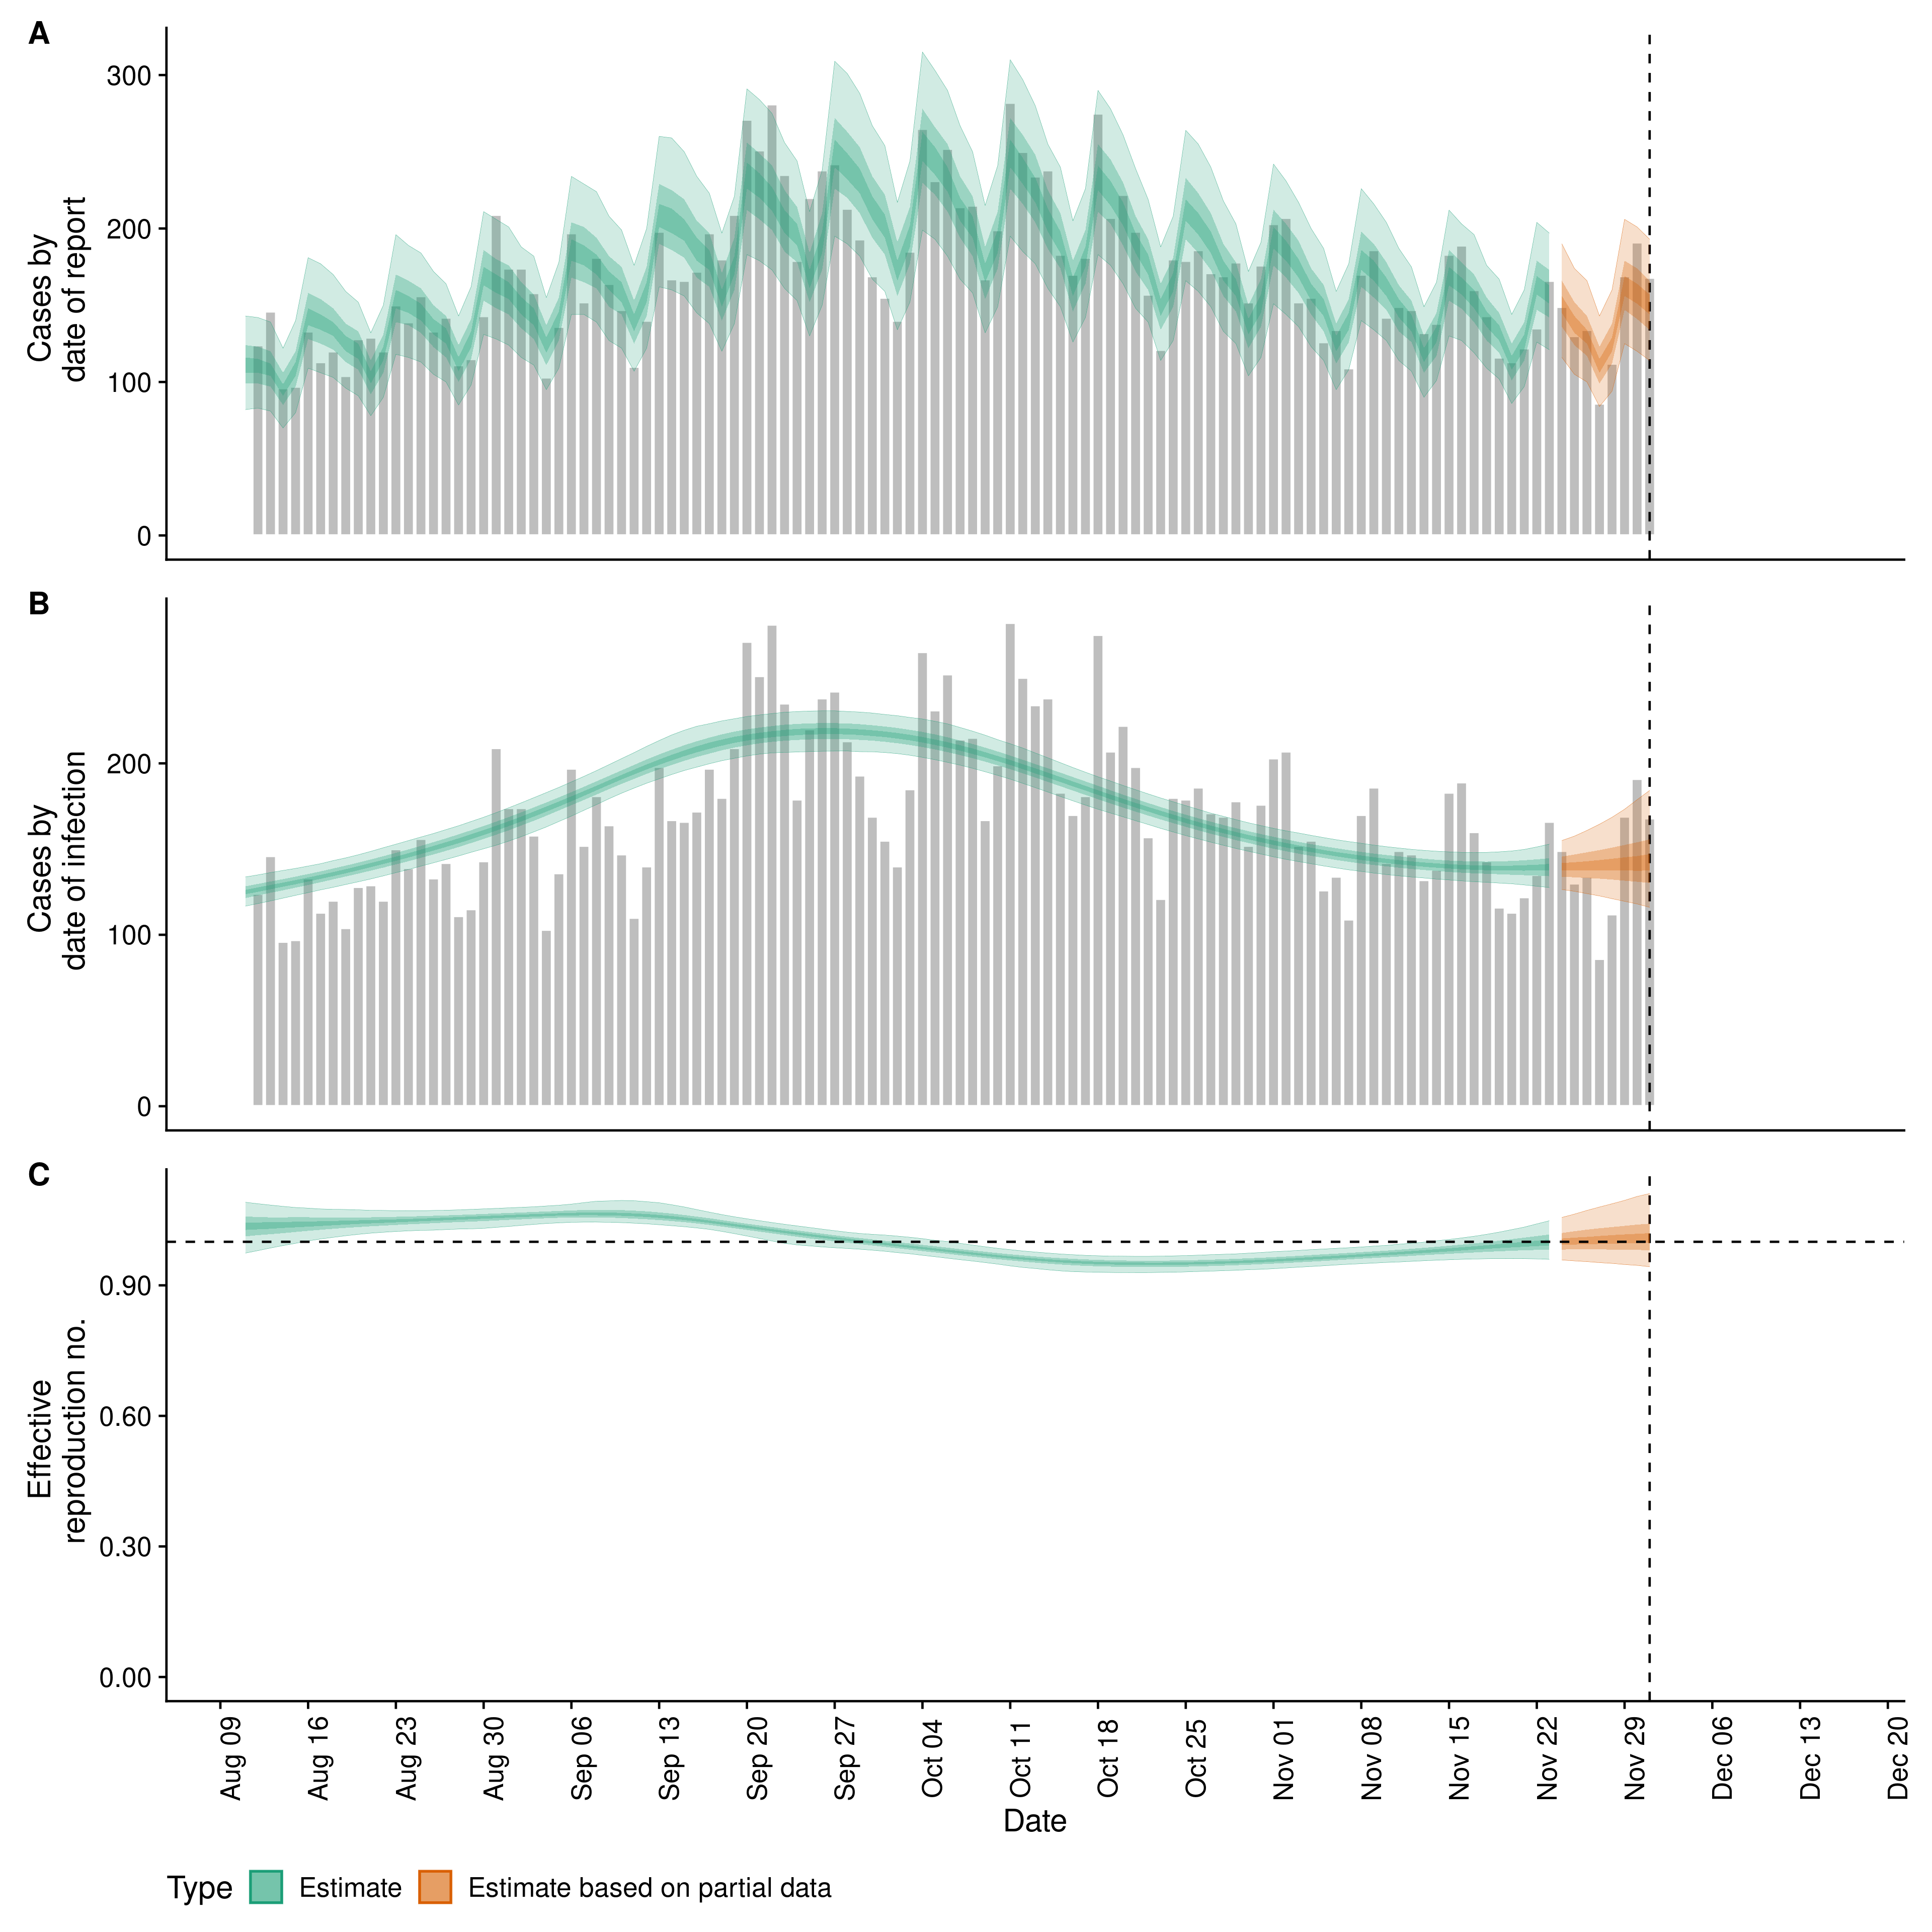 A
300
200
100
0
Cases by
date of report
B
200
100
0
Cases by
date of infection
C
0.90
0.60
0.30
0.00
Effective
reproduction no.
Aug 09
Aug 16
Aug 23
Aug 30
Sep 06
Sep 13
Sep 20
Sep 27
Oct 04
Oct 11
Oct 18
Oct 25
Nov 01
Nov 08
Nov 15
Nov 22
Nov 29
Dec 06
Dec 13
Dec 20
Date
Type Estimate Estimate based on partial data